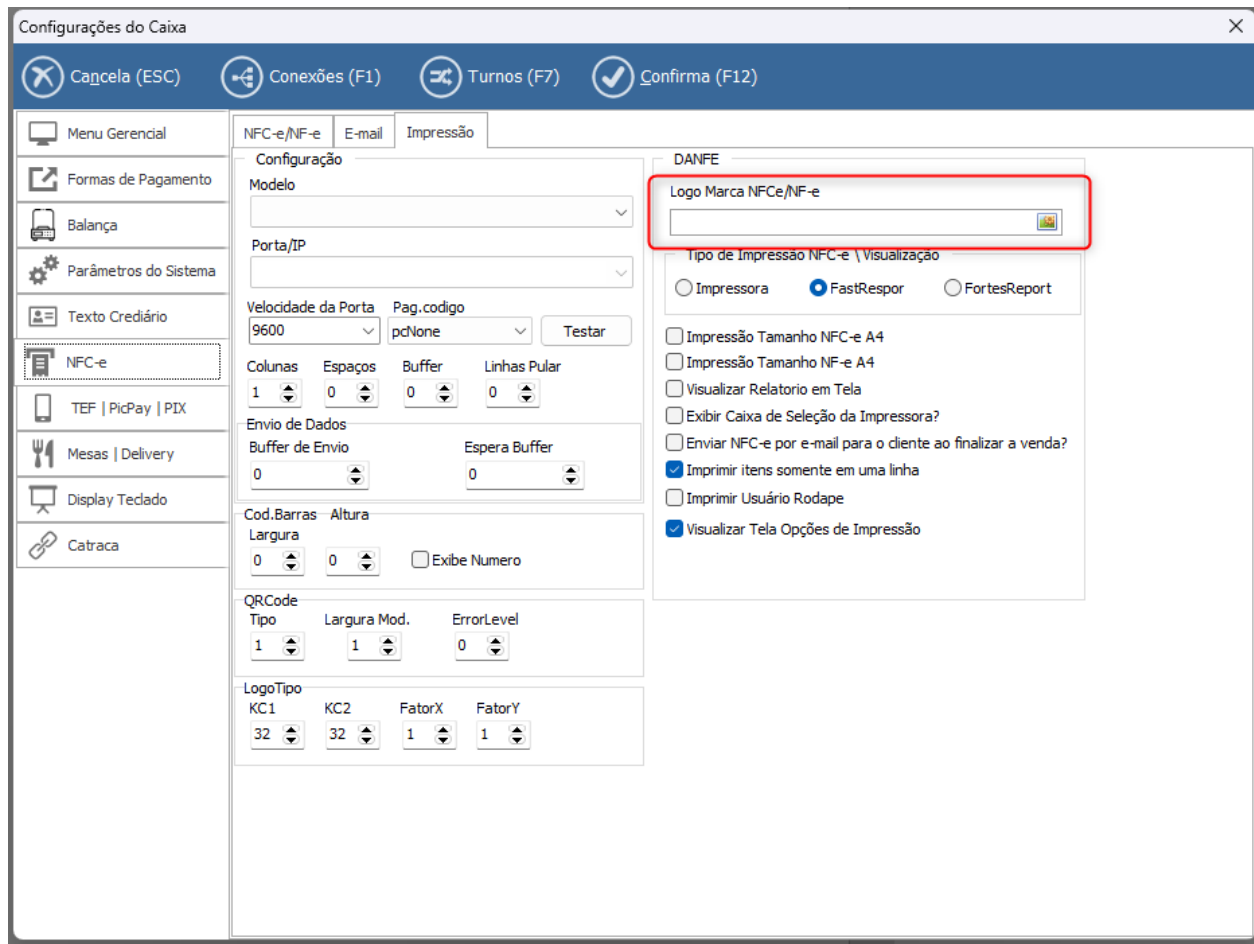 Configurações do Caixa
Cancela (ESC)
Conexões (F1)
Turnos (F7)
Confirma (F12)
Menu Gerencial
Formas de Pagamento
Balança
Parâmetros do Sistema
Texto Crediário
NFC-e
TEF | PicPay | PIX
Mesas | Delivery
Display Teclado
Catraca
NFC-e/NF-e E-mail Impressão
Configuração
Modelo
Porta/IP
Velocidade da Porta Pag.codigo
9600 pcNone Testar
Colunas Espaços Buffer Linhas Pular
1 0 0 0
Envio de Dados
Buffer de Envio Espera Buffer
0 0
Cod.Barras Altura
Largura
0 0 Exibe Numero
QRCode
Tipo Largura Mod. ErrorLevel
1 1 0
LogoTipo
KC1 KC2 FatorX FatorY
32 32 1 1
DANFE
Logo Marca NFCe/NF-e
Tipo de Impressão NFC-e \ Visualização
Impressora FastRespor FortesReport
Impressão Tamanho NFC-e A4
Impressão Tamanho NF-e A4
Visualizar Relatorio em Tela
Exibir Caixa de Seleção da Impressora?
Enviar NFC-e por e-mail para o cliente ao finalizar a venda?
Imprimir itens somente em uma linha
Imprimir Usuário Rodape
Visualizar Tela Opções de Impressão